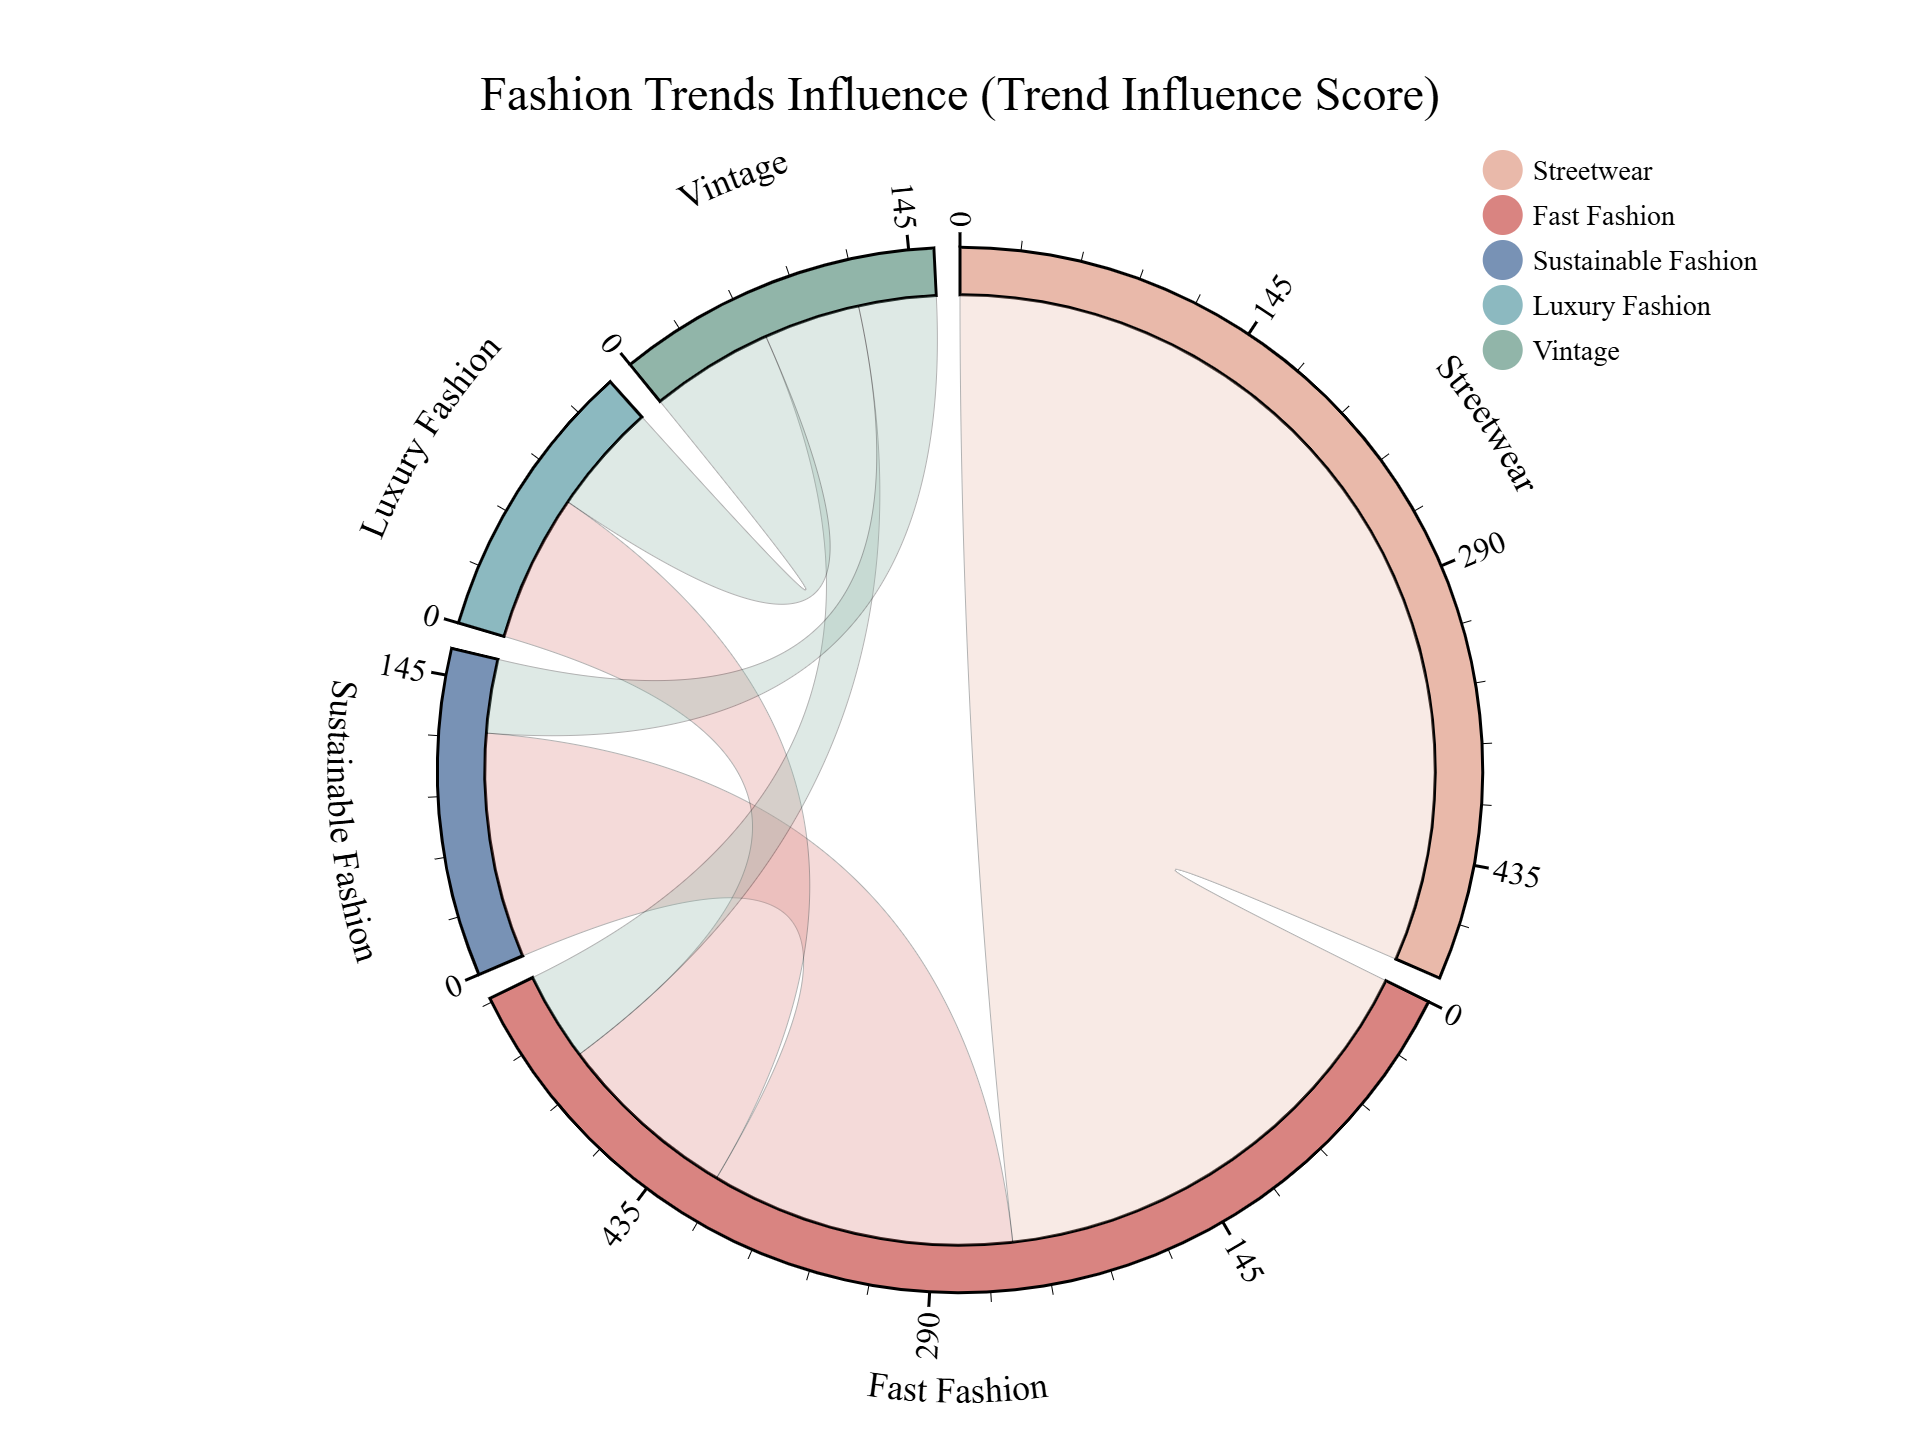 Fashion Trends Influence (Trend Influence Score)
Streetwear
Fast Fashion
Sustainable Fashion
Luxury Fashion
Vintage
0
145
290
435
Streetwear
0
145
290
435
Fast Fashion
0
145
Sustainable Fashion
0
Luxury Fashion
0
145
Vintage